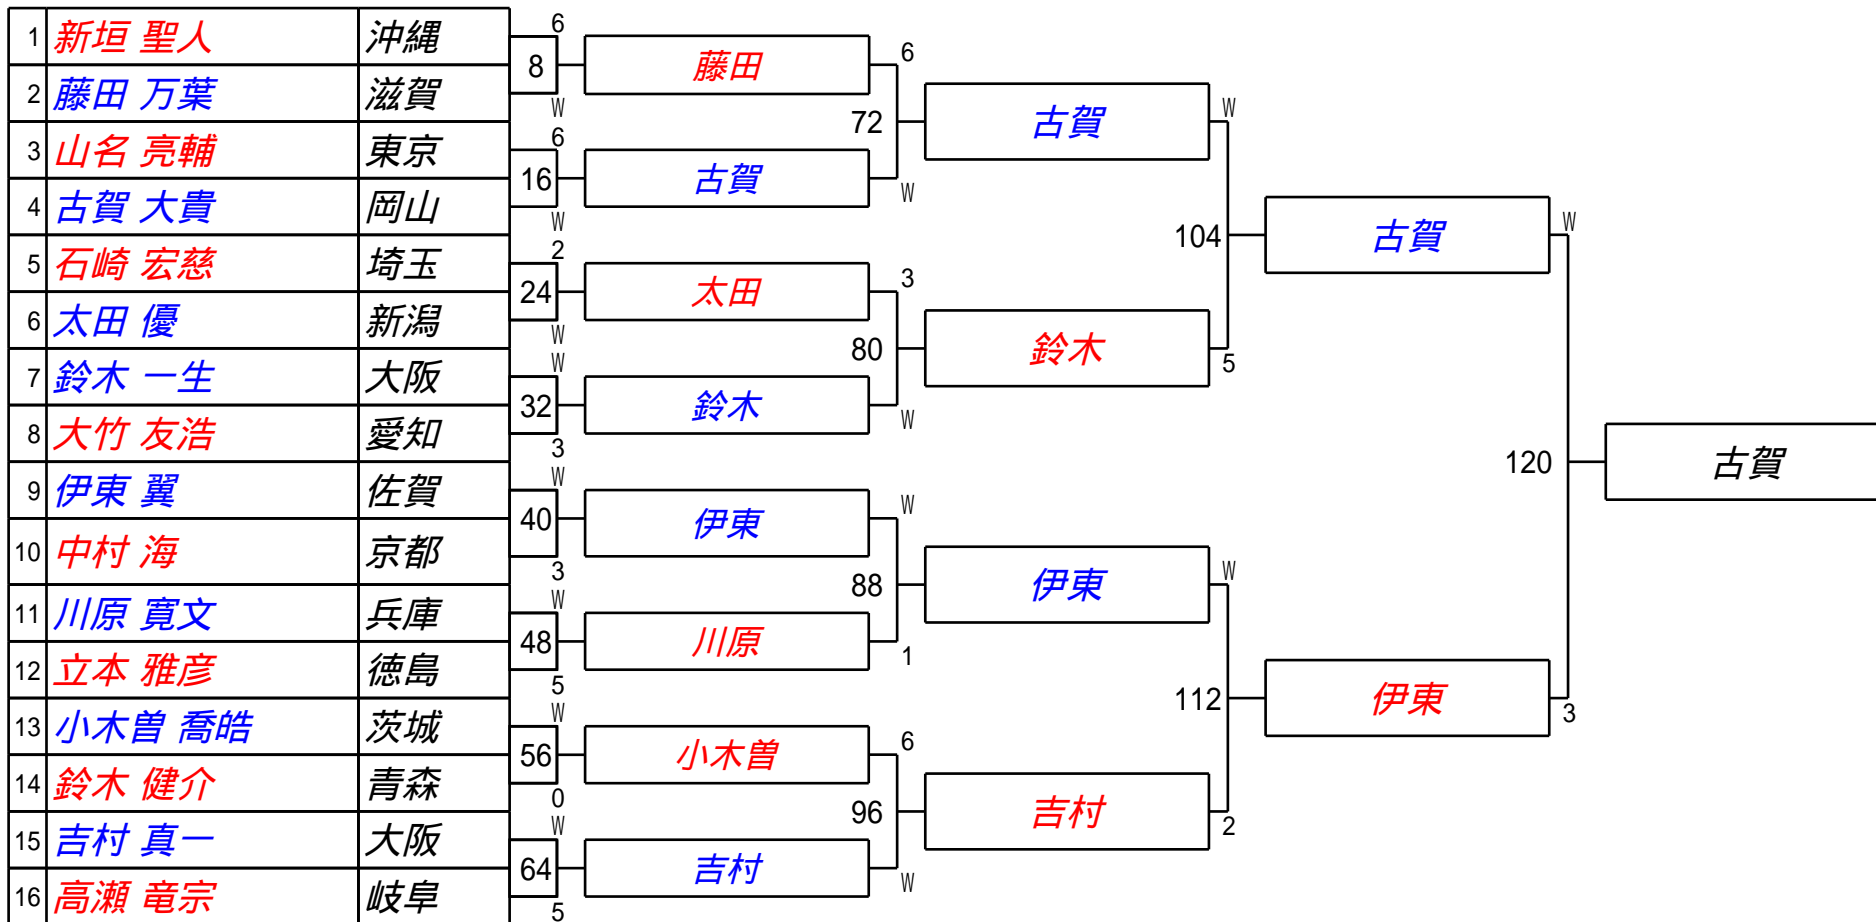 1 新垣 聖人 沖縄
2 藤田 万葉 滋賀
3 山名 亮輔 東京
4 古賀 大貴 岡山
5 石崎 宏慈 埼玉
6 太田 優 新潟
7 鈴木 一生 大阪
8 大竹 友浩 愛知
9 伊東 翼 佐賀
10 中村 海 京都
11 川原 寛文 兵庫
12 立本 雅彦 徳島
13 小木曽 喬皓 茨城
14 鈴木 健介 青森
15 吉村 真一 大阪
16 高瀬 竜宗 岐阜
6
8
W
6
16
W
2
24
W
W
32
3
W
40
3
W
48
5
W
56
0
W
64
5
藤田
6
72
古賀
W
太田
3
80
鈴木
W
伊東
W
88
川原
1
小木曽
6
96
吉村
W
古賀
W
104
鈴木
5
伊東
W
112
吉村
2
古賀
W
120
伊東
3
古賀